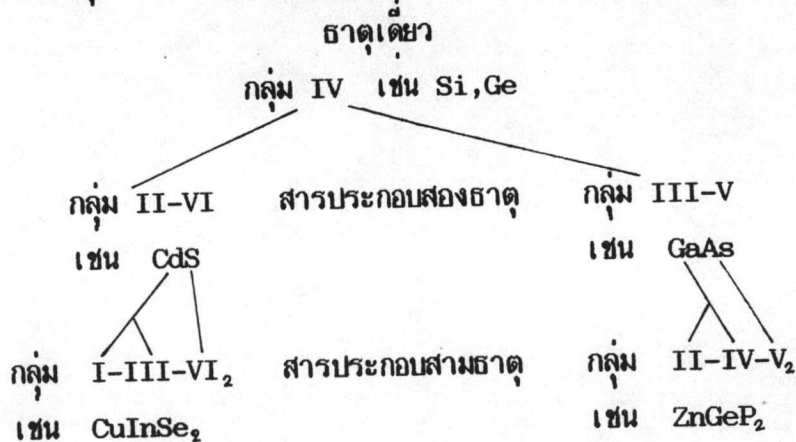 ธาตุเดี่ยว
กลุ่ม IV เช่น Si,Ge
กลุ่ม II-VI สารประกอบสองธาตุ กลุ่ม III-V
เช่น CdS เช่น GaAs
กลุ่ม I-III-VI₂ สารประกอบสามธาตุ กลุ่ม II-IV-V₂
เช่น CuInSe₂ เช่น ZnGeP₂